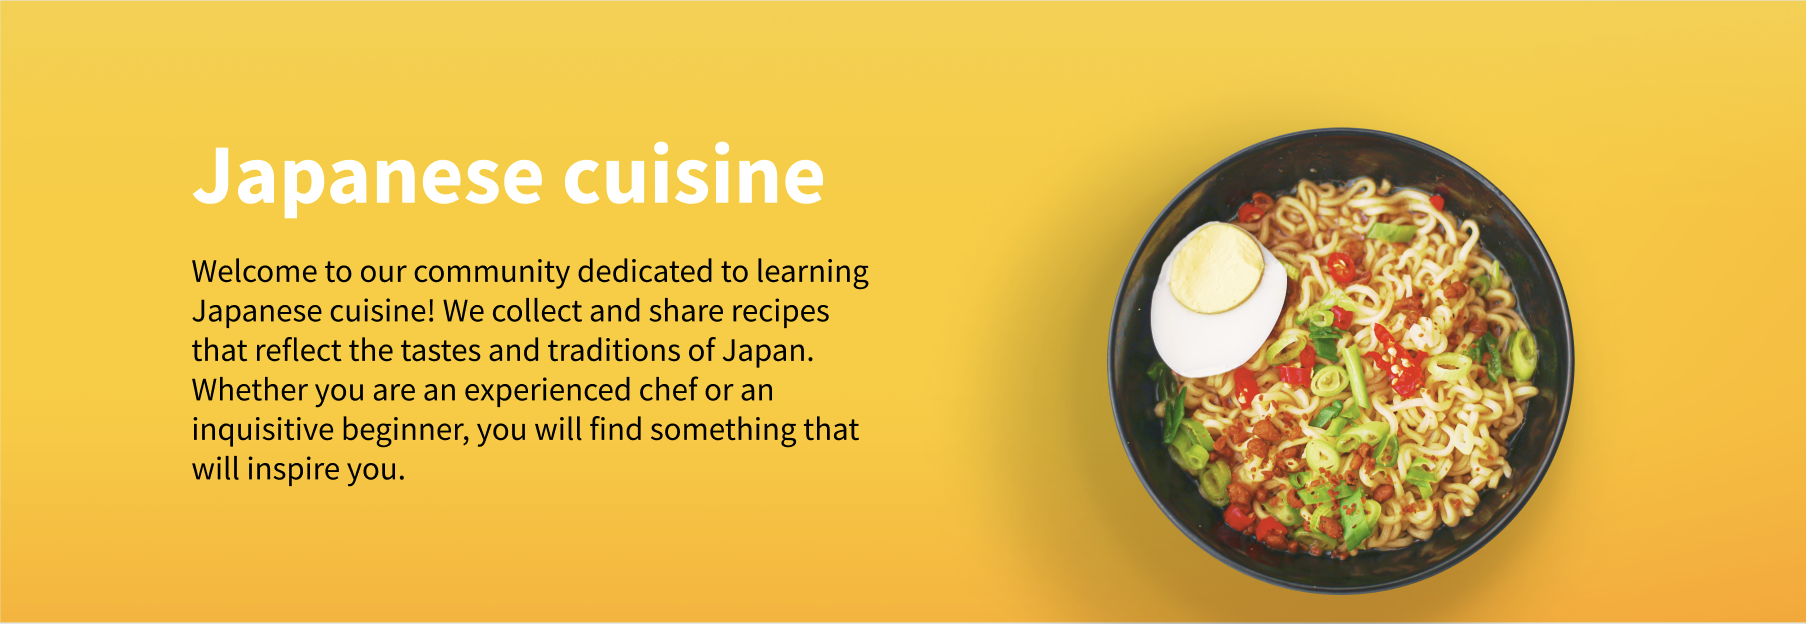 Japanese cuisine
Welcome to our community dedicated to learning
Japanese cuisine! We collect and share recipes
that reflect the tastes and traditions of Japan.
Whether you are an experienced chef or an
inquisitive beginner, you will find something that
will inspire you.